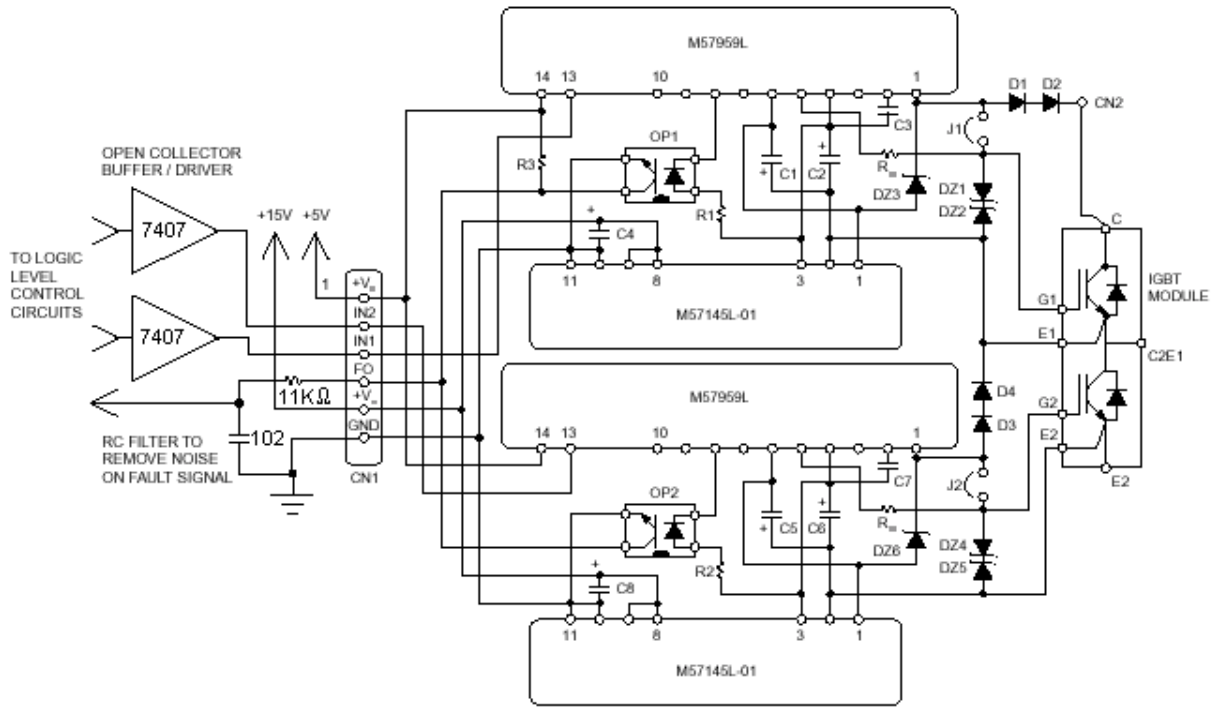 M57959L
14 13 10 1
D1 D2
CN2
C3
J1
OP1
OPEN COLLECTOR
BUFFER / DRIVER
R3
+
C1
+
C2
DZ3
DZ1
DZ2
R1
7407
+15V +5V
+
C4
C
TO LOGIC
LEVEL
CONTROL
CIRCUITS
1
11 8 3 1
IGBT
MODULE
G1
IN2
M57145L-01
7407
IN1
E1
C2E1
FO
M57959L
11KΩ
D4
G2
D3
GND
E2
102
RC FILTER TO
REMOVE NOISE
ON FAULT SIGNAL
14 13 10 1
CN1
C7
J2
E2
OP2
+
C5
+
C6
DZ6
DZ4
DZ5
R2
+
C8
11 8 3 1
M57145L-01